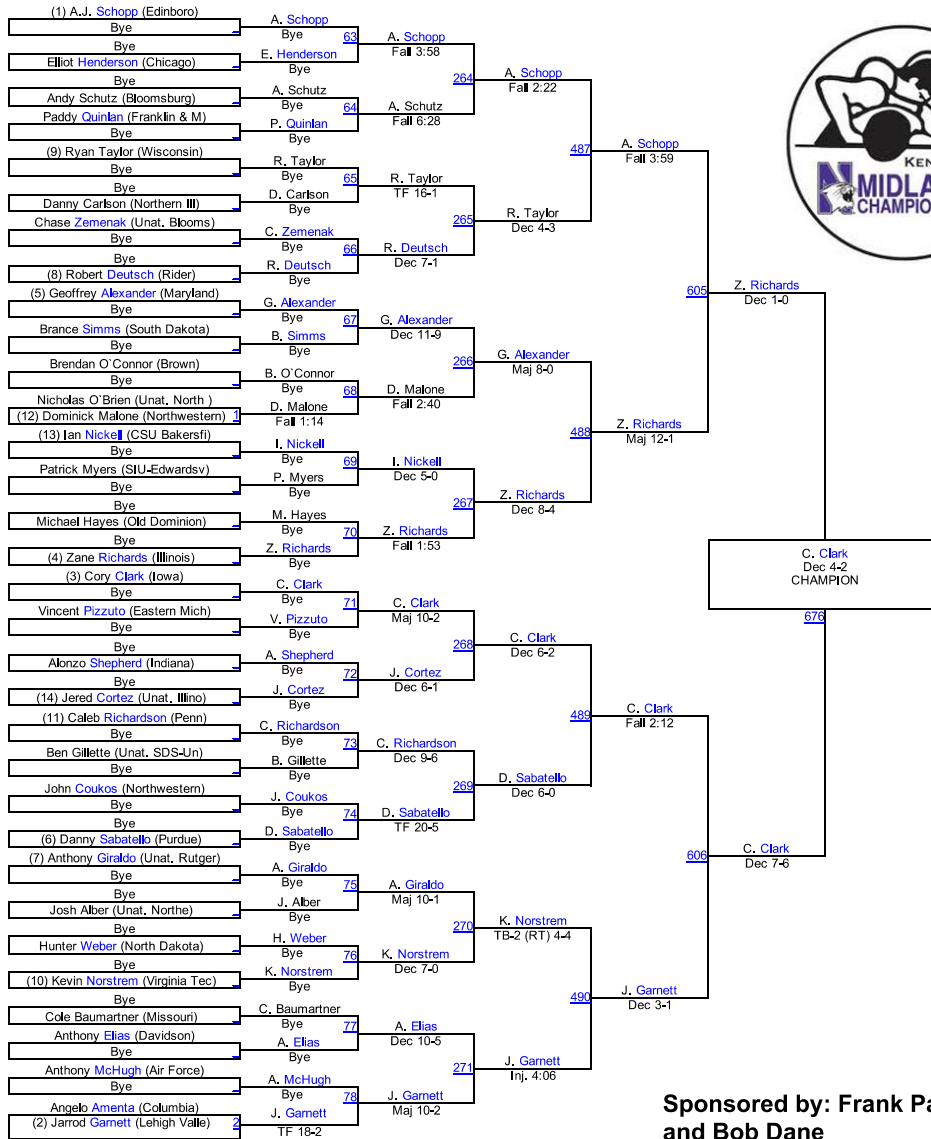 (1) A.J. Schopp (Edinboro)
Bye
Bye
Elliot Henderson (Chicago)
Bye
Andy Schutz (Bloomsburg)
Paddy Quinlan (Franklin & M)
Bye
(9) Ryan Taylor (Wisconsin)
Bye
Bye
Danny Carlson (Northern Ill)
Chase Zemenak (Unat. Blooms)
Bye
Bye
(8) Robert Deutsch (Rider)
(5) Geoffrey Alexander (Maryland)
Bye
Brance Simms (South Dakota)
Bye
Brendan O`Connor (Brown)
Bye
Nicholas O`Brien (Unat. North )
(12) Dominick Malone (Northwestern) 1
(13) Ian Nickell (CSU Bakersfi)
Bye
Patrick Myers (SIU-Edwardsv)
Bye
Bye
Michael Hayes (Old Dominion)
Bye
(4) Zane Richards (Illinois)
(3) Cory Clark (Iowa)
Bye
Vincent Pizzuto (Eastern Mich)
Bye
Bye
Alonzo Shepherd (Indiana)
Bye
(14) Jered Cortez (Unat. Illino)
(11) Caleb Richardson (Penn)
Bye
Ben Gillette (Unat. SDS-Un)
Bye
John Coukos (Northwestern)
Bye
Bye
(6) Danny Sabatello (Purdue)
(7) Anthony Giraldo (Unat. Rutger)
Bye
Bye
Josh Alber (Unat. Northe)
Bye
Hunter Weber (North Dakota)
Bye
(10) Kevin Norstrem (Virginia Tec)
Bye
Cole Baumartner (Missouri)
Anthony Elias (Davidson)
Bye
Anthony McHugh (Air Force)
Bye
Angelo Amenta (Columbia)
(2) Jarrod Garnett (Lehigh Valle) 2
A. Schopp
Bye
63
E. Henderson
Bye
A. Schutz
Bye
64
P. Quinlan
Bye
R. Taylor
Bye
65
D. Carlson
Bye
C. Zemenak
Bye
66
R. Deutsch
Bye
G. Alexander
Bye
67
B. Simms
Bye
B. O`Connor
Bye
68
D. Malone
Fall 1:14
I. Nickell
Bye
69
P. Myers
Bye
M. Hayes
Bye
70
Z. Richards
Bye
C. Clark
Bye
71
V. Pizzuto
Bye
A. Shepherd
Bye
72
J. Cortez
Bye
C. Richardson
Bye
73
B. Gillette
Bye
J. Coukos
Bye
74
D. Sabatello
Bye
A. Giraldo
Bye
75
J. Alber
Bye
H. Weber
Bye
76
K. Norstrem
Bye
C. Baumartner
Bye
77
A. Elias
Bye
A. McHugh
Bye
78
J. Garnett
TF 18-2
A. Schopp
Fall 3:58
264
A. Schutz
Fall 6:28
R. Taylor
TF 16-1
265
R. Deutsch
Dec 7-1
G. Alexander
Dec 11-9
266
D. Malone
Fall 2:40
I. Nickell
Dec 5-0
267
Z. Richards
Fall 1:53
C. Clark
Maj 10-2
268
J. Cortez
Dec 6-1
C. Richardson
Dec 9-6
269
D. Sabatello
TF 20-5
A. Giraldo
Maj 10-1
270
K. Norstrem
Dec 7-0
A. Elias
Dec 10-5
271
J. Garnett
Maj 10-2
A. Schopp
Fall 2:22
487
R. Taylor
Dec 4-3
G. Alexander
Maj 8-0
488
Z. Richards
Dec 8-4
C. Clark
Dec 6-2
489
D. Sabatello
Dec 6-0
K. Norstrem
TB-2 (RT) 4-4
490
J. Garnett
Inj. 4:06
A. Schopp
Fall 3:59
605
Z. Richards
Maj 12-1
C. Clark
Fall 2:12
606
J. Garnett
Dec 3-1
Z. Richards
Dec 1-0
C. Clark
Dec 7-6
C. Clark
Dec 4-2
CHAMPION
676
KEN
N MIDLA
CHAMPIO
Sponsored by: Frank Pa
and Bob Dane